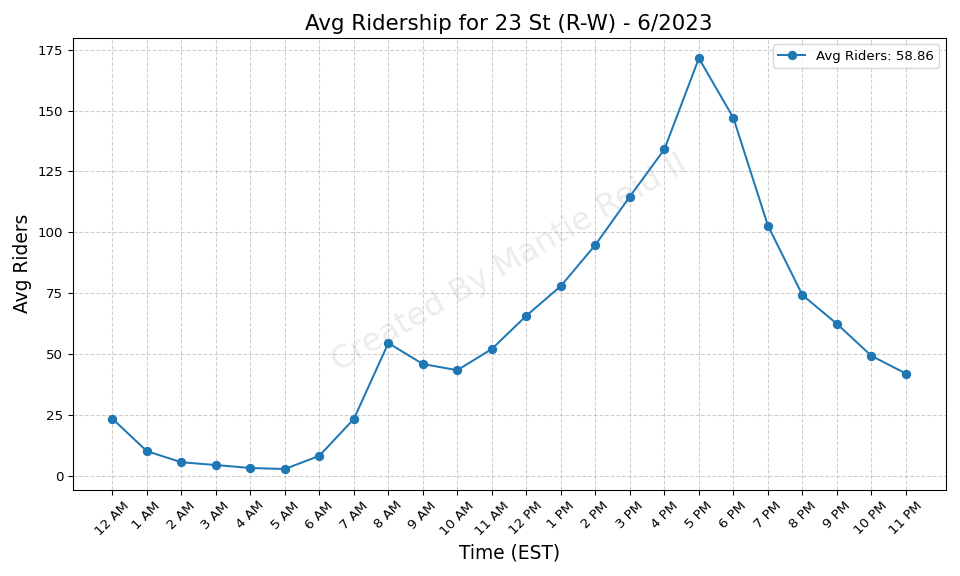 Avg Ridership for 23 St (R-W) - 6/2023
Avg Riders: 58.86
Avg Riders
175
150
125
100
75
50
25
0
Created By Mantie Reid II
12 AM
1 AM
2 AM
3 AM
4 AM
5 AM
6 AM
7 AM
8 AM
9 AM
10 AM
11 AM
12 PM
1 PM
2 PM
3 PM
4 PM
5 PM
6 PM
7 PM
8 PM
9 PM
10 PM
11 PM
Time (EST)